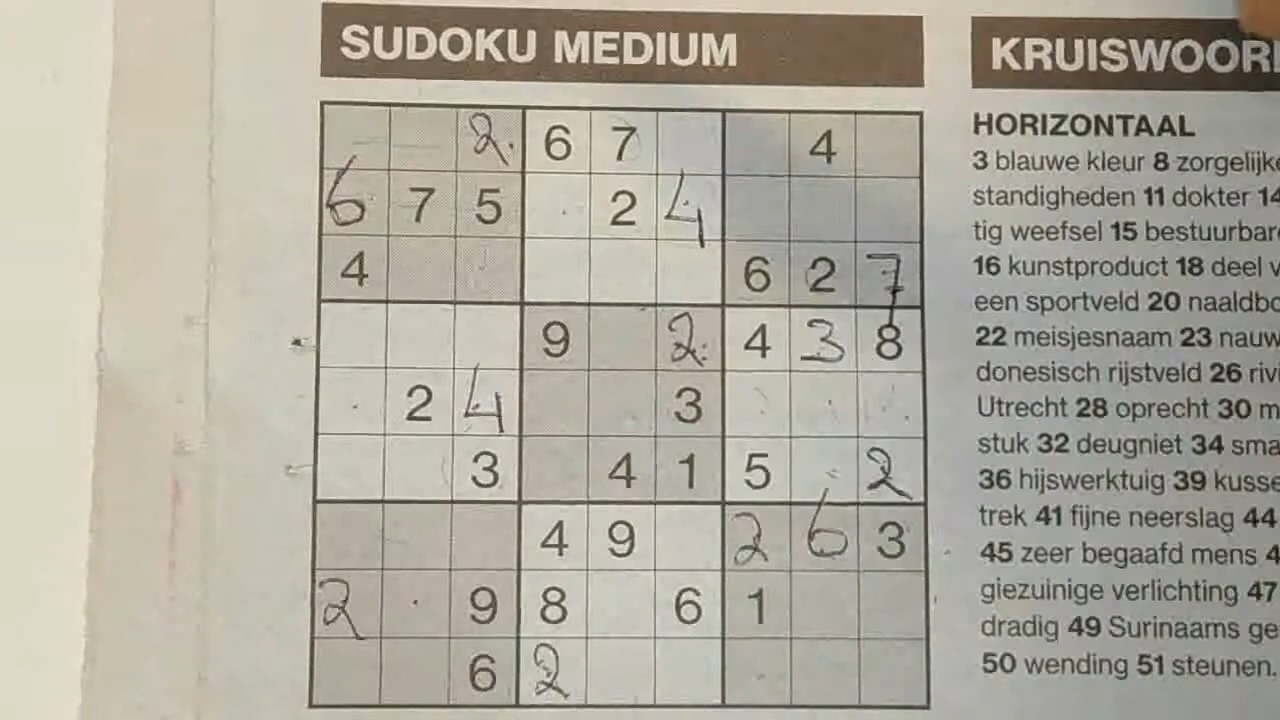 SUDOKU MEDIUM
2 6 7 4
6 7 5 2 4
4 6 2 7
9 2 4 3 8
2 4 3
3 4 1 5 2
4 9 2 6 3
2 9 8 6 1
6 2
KRUISWOOR
HORIZONTAAL
3 blauwe kleur 8 zorgelijke
standigheden 11 dokter 14
tig weefsel 15 bestuurbare
16 kunstproduct 18 deel v
een sportveld 20 naaldbo
22 meisjesnaam 23 nauw
donesisch rijstveld 26 rivi
Utrecht 28 oprecht 30 m
stuk 32 deugniet 34 sma
36 hijswerktuig 39 kusse
trek 41 fijne neerslag 44
45 zeer begaafd mens 4
giezuinige verlichting 47
dradig 49 Surinaams ge
50 wending 51 steunen.